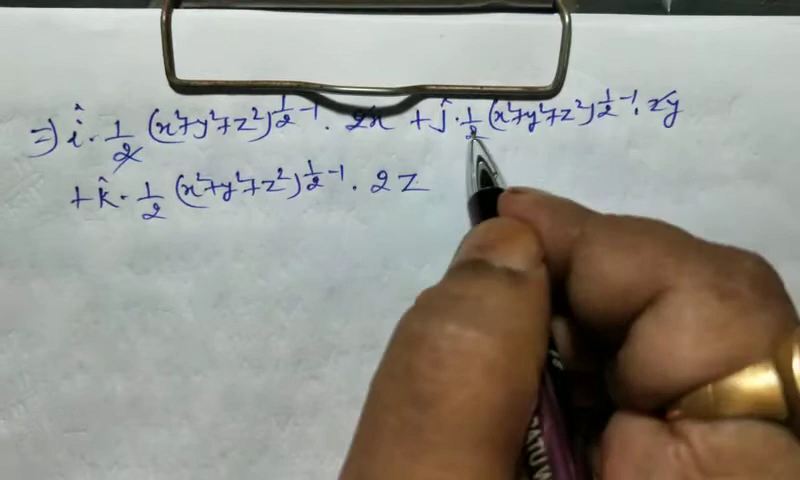 ⇒ î · 1/2 (x²+y²+z²)^(1/2 -1) · 2x + ĵ · 1/2 (x²+y²+z²)^(1/2 -1) · 2y
+ k̂ · 1/2 (x²+y²+z²)^(1/2 -1) · 2z